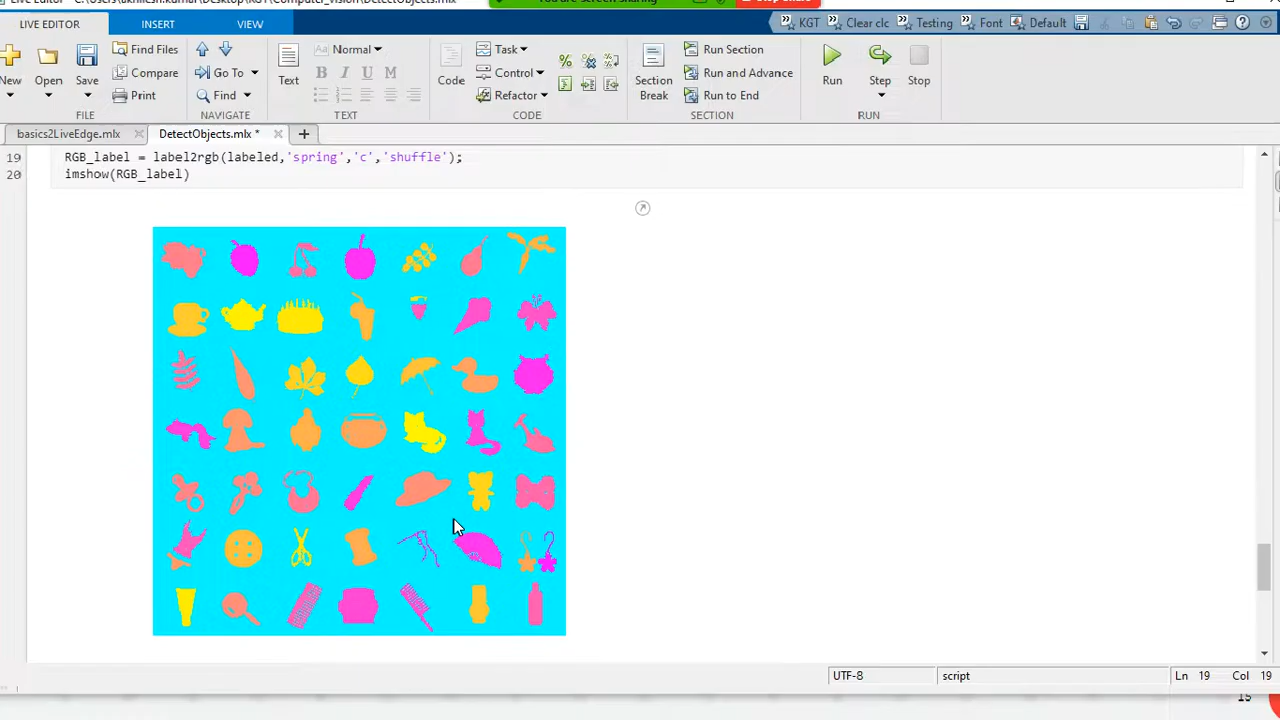 LIVE EDITOR INSERT VIEW KGT Clear clc Testing Font Default
New Open Save Find Files Compare Print
Go To Find
Normal
Text B I U M
Code Task Control Refactor
Section Break Run Section Run and Advance Run to End
Run Step Stop
FILE NAVIGATE TEXT CODE SECTION RUN
basics2LiveEdge.mlx DetectObjects.mlx *
19 RGB_label = label2rgb(labeled,'spring','c','shuffle');
20 imshow(RGB_label)
UTF-8 script Ln 19 Col 19
15